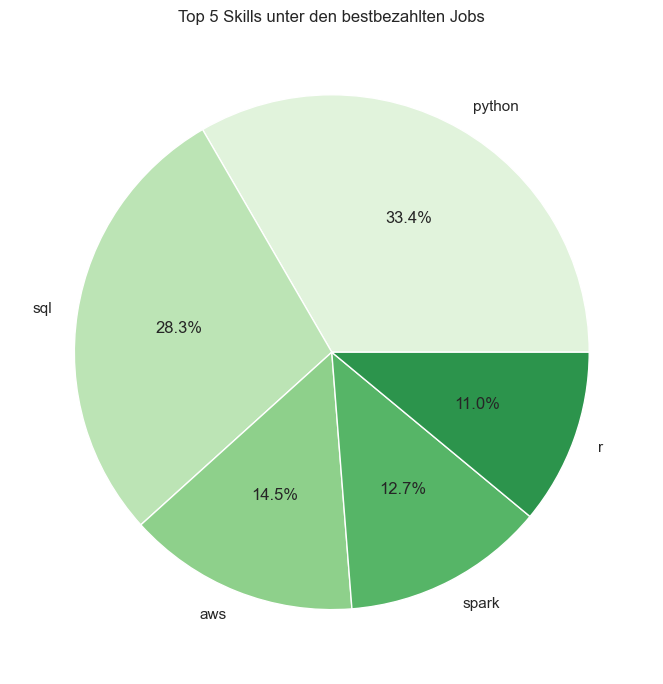 Top 5 Skills unter den bestbezahlten Jobs
python
33.4%
sql
28.3%
11.0%
r
14.5%
12.7%
spark
aws